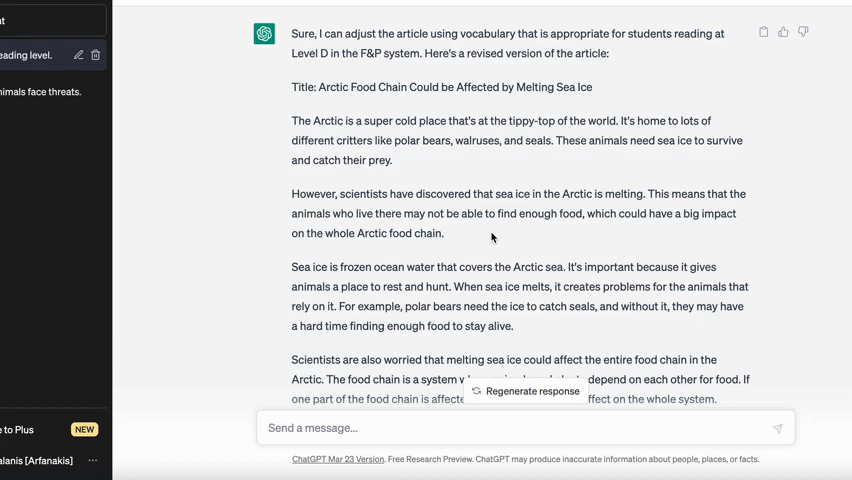 Sure, I can adjust the article using vocabulary that is appropriate for students reading at
Level D in the F&P system. Here's a revised version of the article:
Title: Arctic Food Chain Could be Affected by Melting Sea Ice
The Arctic is a super cold place that's at the tippy-top of the world. It's home to lots of
different critters like polar bears, walruses, and seals. These animals need sea ice to survive
and catch their prey.
However, scientists have discovered that sea ice in the Arctic is melting. This means that the
animals who live there may not be able to find enough food, which could have a big impact
on the whole Arctic food chain.
Sea ice is frozen ocean water that covers the Arctic sea. It's important because it gives
animals a place to rest and hunt. When sea ice melts, it creates problems for the animals that
rely on it. For example, polar bears need the ice to catch seals, and without it, they may have
a hard time finding enough food to stay alive.
Scientists are also worried that melting sea ice could affect the entire food chain in the
Arctic. The food chain is a system depend on each other for food. If
one part of the food chain is affecte ffect on the whole system.
Regenerate response
Send a message...
ChatGPT Mar 23 Version. Free Research Preview. ChatGPT may produce inaccurate information about people, places, or facts.
at
eading level.
nimals face threats.
e to Plus NEW
alanis [Arfanakis] ...